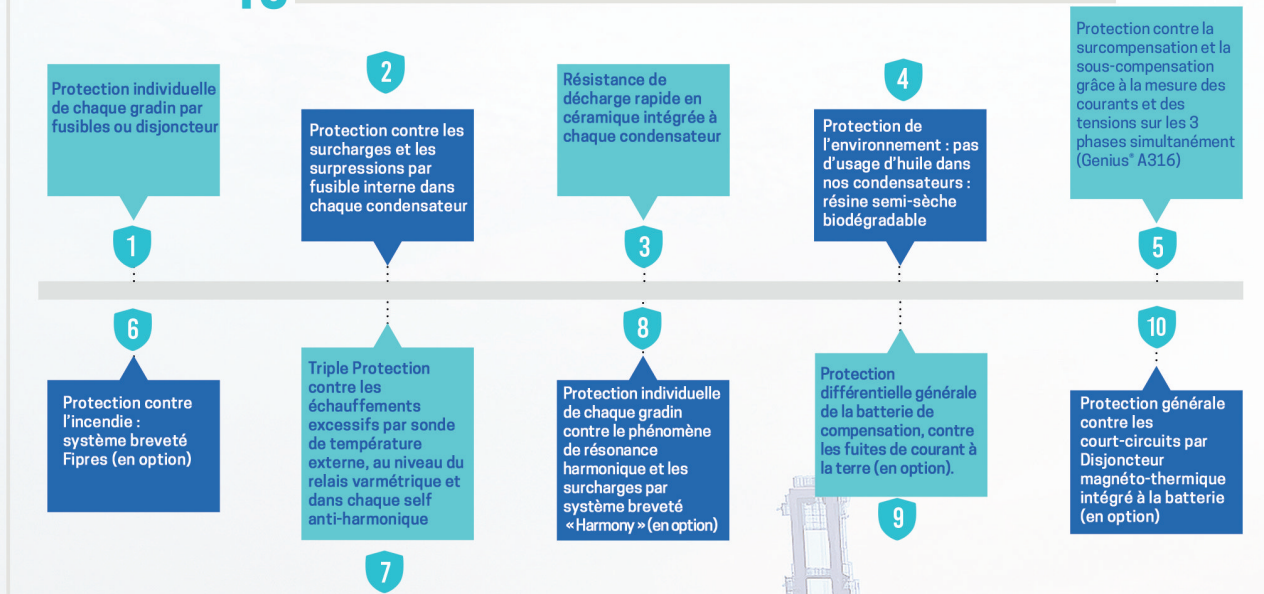 10
Protection individuelle
de chaque gradin par
fusibles ou disjoncteur
1
2
Protection contre les
surcharges et les
surpressions par
fusible interne dans
chaque condensateur
Résistance de
décharge rapide en
céramique intégrée à
chaque condensateur
3
4
Protection de
l'environnement : pas
d'usage d'huile dans
nos condensateurs :
résine semi-sèche
biodégradable
Protection contre la
surcompensation et la
sous-compensation
grâce à la mesure des
courants et des
tensions sur les 3
phases simultanément
(Genius® A316)
5
6
Protection contre
l'incendie :
système breveté
Fipres (en option)
Triple Protection
contre les
échauffements
excessifs par sonde
de température
externe, au niveau du
relais varmétrique et
dans chaque self
anti-harmonique
7
8
Protection individuelle
de chaque gradin
contre le phénomène
de résonance
harmonique et les
surcharges par
système breveté
« Harmony » (en option)
Protection
différentielle générale
de la batterie de
compensation, contre
les fuites de courant à
la terre (en option).
9
10
Protection générale
contre les
court-circuits par
Disjoncteur
magnéto-thermique
intégré à la batterie
(en option)